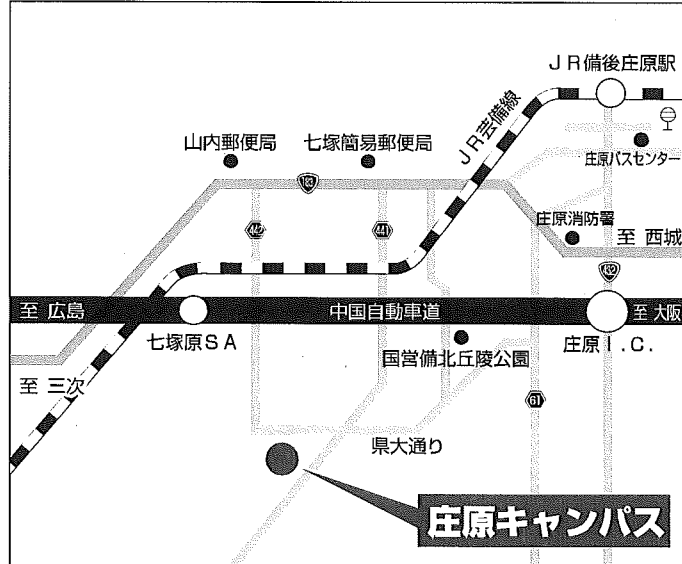 JR備後庄原駅
JR芸備線
山内郵便局
七塚簡易郵便局
庄原バスセンター
183
庄原消防署
442
441
至 西城
432
至 広島
中国自動車道
至 大阪
七塚原SA
庄原I.C.
国営備北丘陵公園
至 三次
61
県大通り
庄原キャンパス